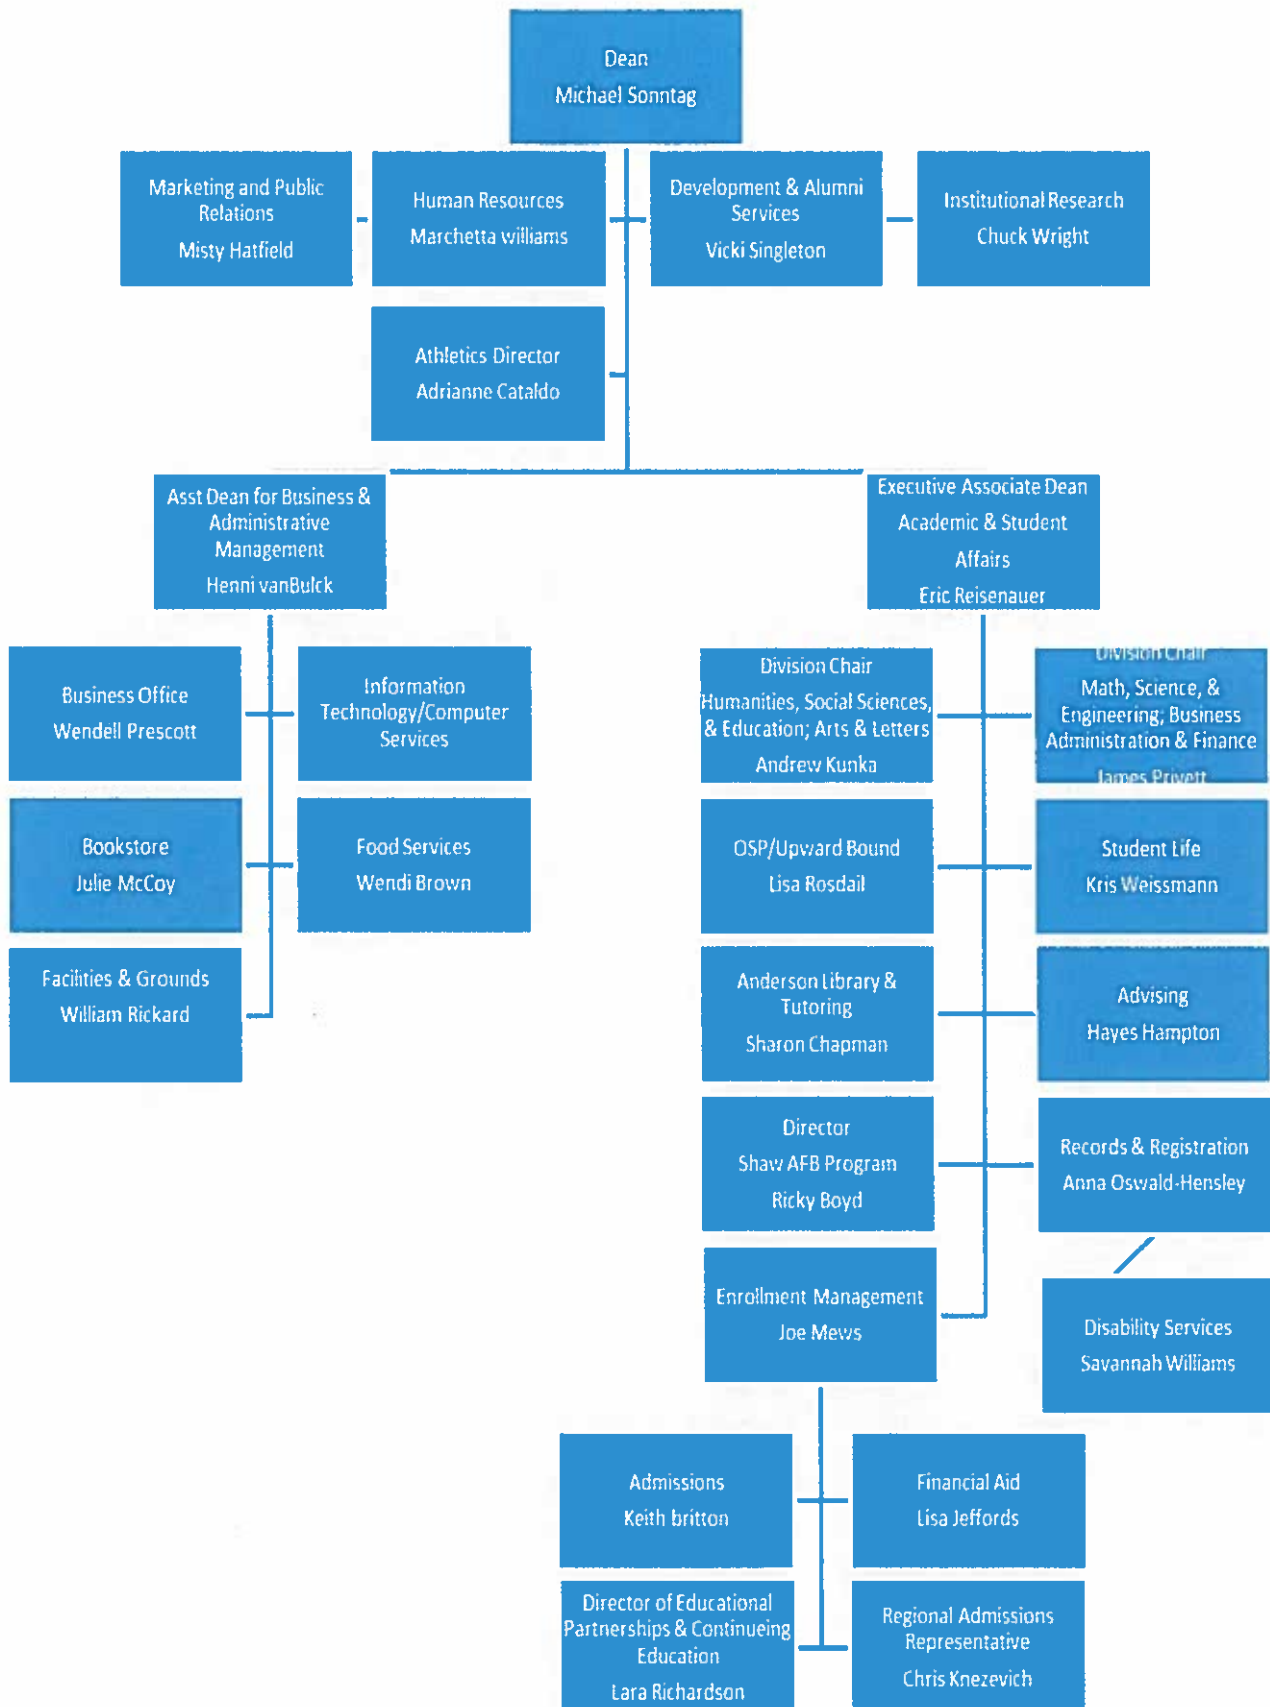 Dean
Michael Sonntag
Marketing and Public
Relations
Misty Hatfield
Human Resources
Marchetta williams
Development & Alumni
Services
Vicki Singleton
Institutional Research
Chuck Wright
Athletics Director
Adrianne Cataldo
Asst Dean for Business &
Administrative
Management
Henni vanBulck
Executive Associate Dean
Academic & Student
Affairs
Eric Reisenauer
Business Office
Wendell Prescott
Information
Technology/Computer
Services
Bookstore
Julie McCoy
Food Services
Wendi Brown
Facilities & Grounds
William Rickard
Division Chair
Humanities, Social Sciences,
& Education; Arts & Letters
Andrew Kunka
Division Chair
Math, Science, &
Engineering; Business
Administration & Finance
James Privett
OSP/Upward Bound
Lisa Rosdail
Student Life
Kris Weissmann
Anderson Library &
Tutoring
Sharon Chapman
Advising
Hayes Hampton
Director
Shaw AFB Program
Ricky Boyd
Records & Registration
Anna Oswald-Hensley
Enrollment Management
Joe Mews
Disability Services
Savannah Williams
Admissions
Keith britton
Financial Aid
Lisa Jeffords
Director of Educational
Partnerships & Continueing
Education
Lara Richardson
Regional Admissions
Representative
Chris Knezevich